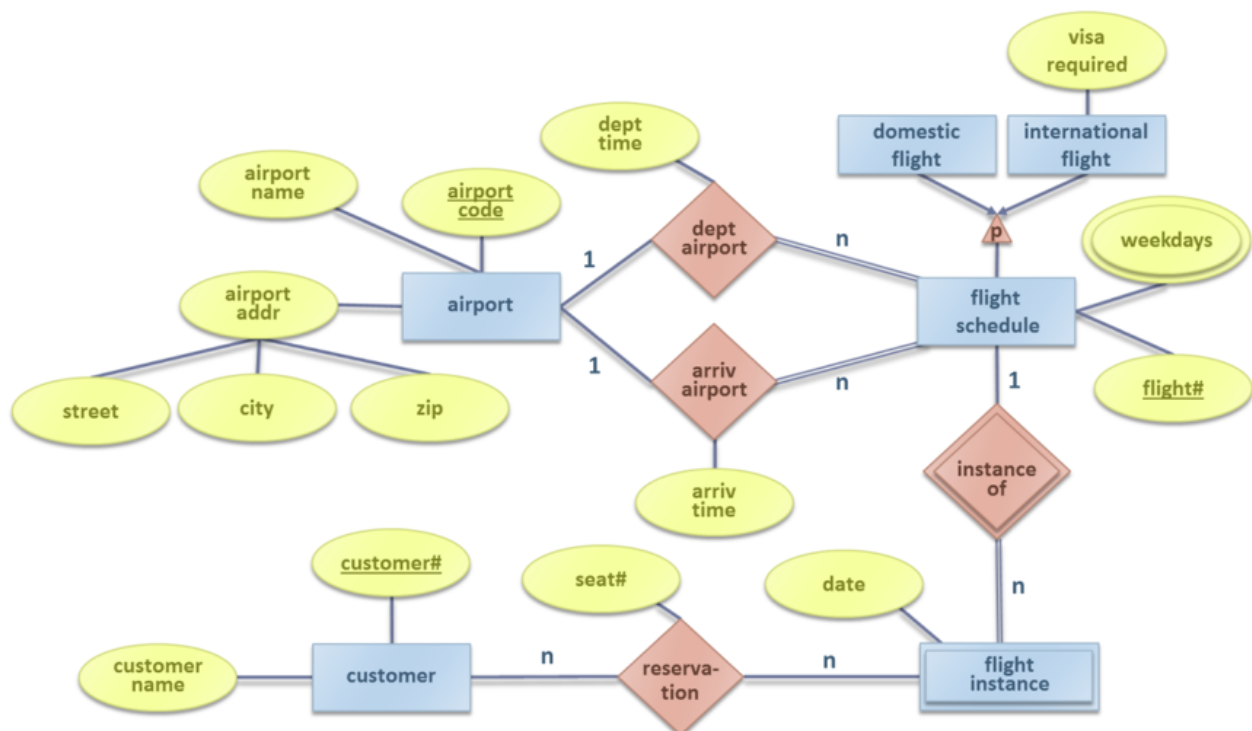 visa
required
dept
time
domestic
flight
international
flight
airport
name
airport
code
p
dept
airport
n
weekdays
1
airport
addr
airport
flight
schedule
1
arriv
airport
n
1
flight#
street
city
zip
instance
of
arriv
time
customer#
seat#
date
n
customer
name
customer
n
reserva-
tion
n
flight
instance